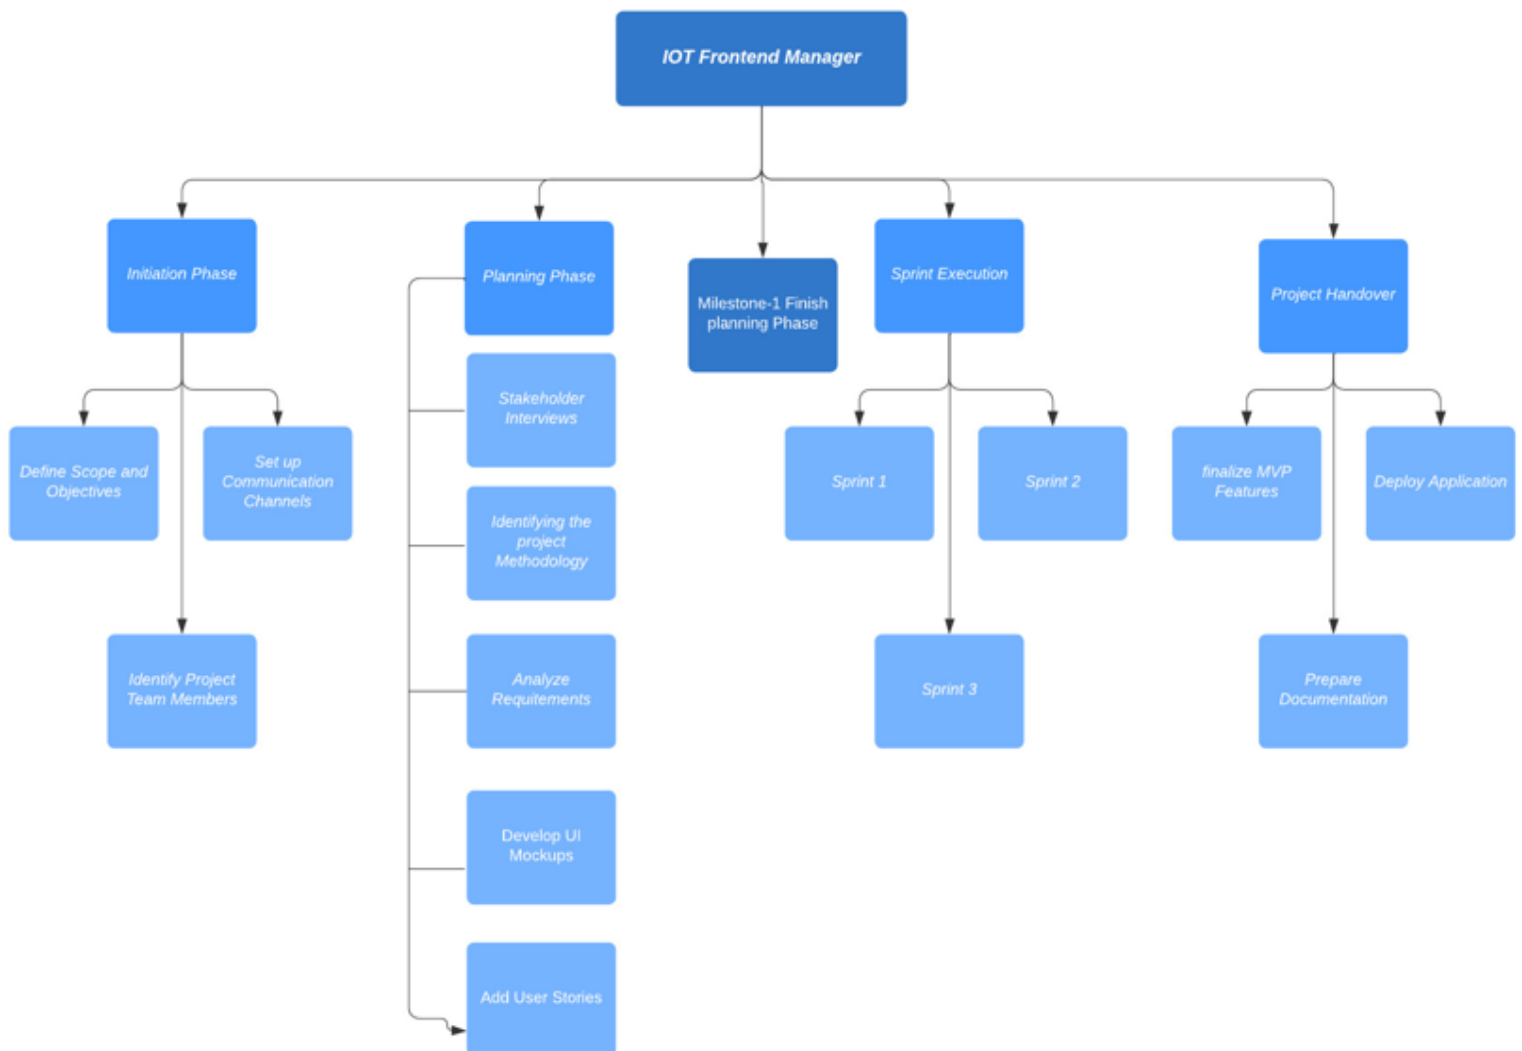 IOT Frontend Manager
Initiation Phase
Planning Phase
Milestone-1 Finish
planning Phase
Sprint Execution
Project Handover
Define Scope and
Objectives
Set up
Communication
Channels
Identify Project
Team Members
Stakeholder
Interviews
Identifying the
project
Methodology
Analyze
Requitements
Develop UI
Mockups
Add User Stories
Sprint 1
Sprint 2
Sprint 3
finalize MVP
Features
Deploy Application
Prepare
Documentation